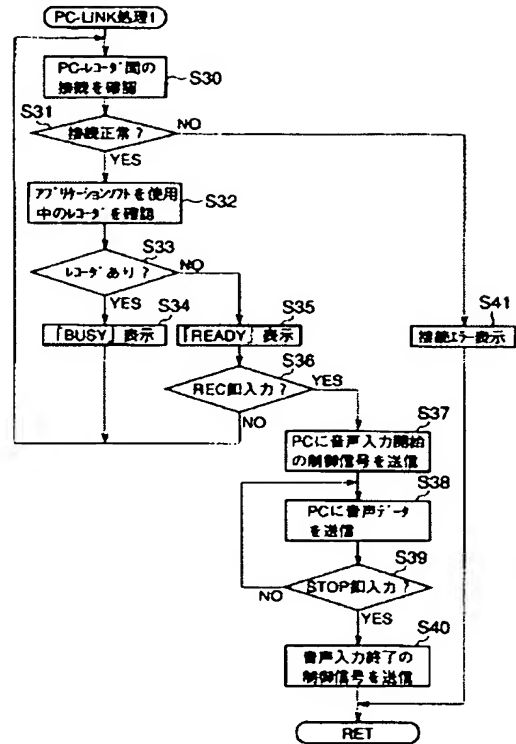 PC-LINK処理1
PC-レコーダ間の
接続を確認
S30
S31
接続正常?
NO
YES
アプリケーションソフトを使用
中のレコーダを確認
S32
S33
レコーダあり?
NO
YES
S34
S35
S41
「BUSY」表示
「READY」表示
接続エラー表示
S36
REC釦入力?
YES
NO
S37
PCに音声入力開始
の制御信号を送信
S38
PCに音声データ
を送信
S39
STOP釦入力?
NO
YES
S40
音声入力終了の
制御信号を送信
RET